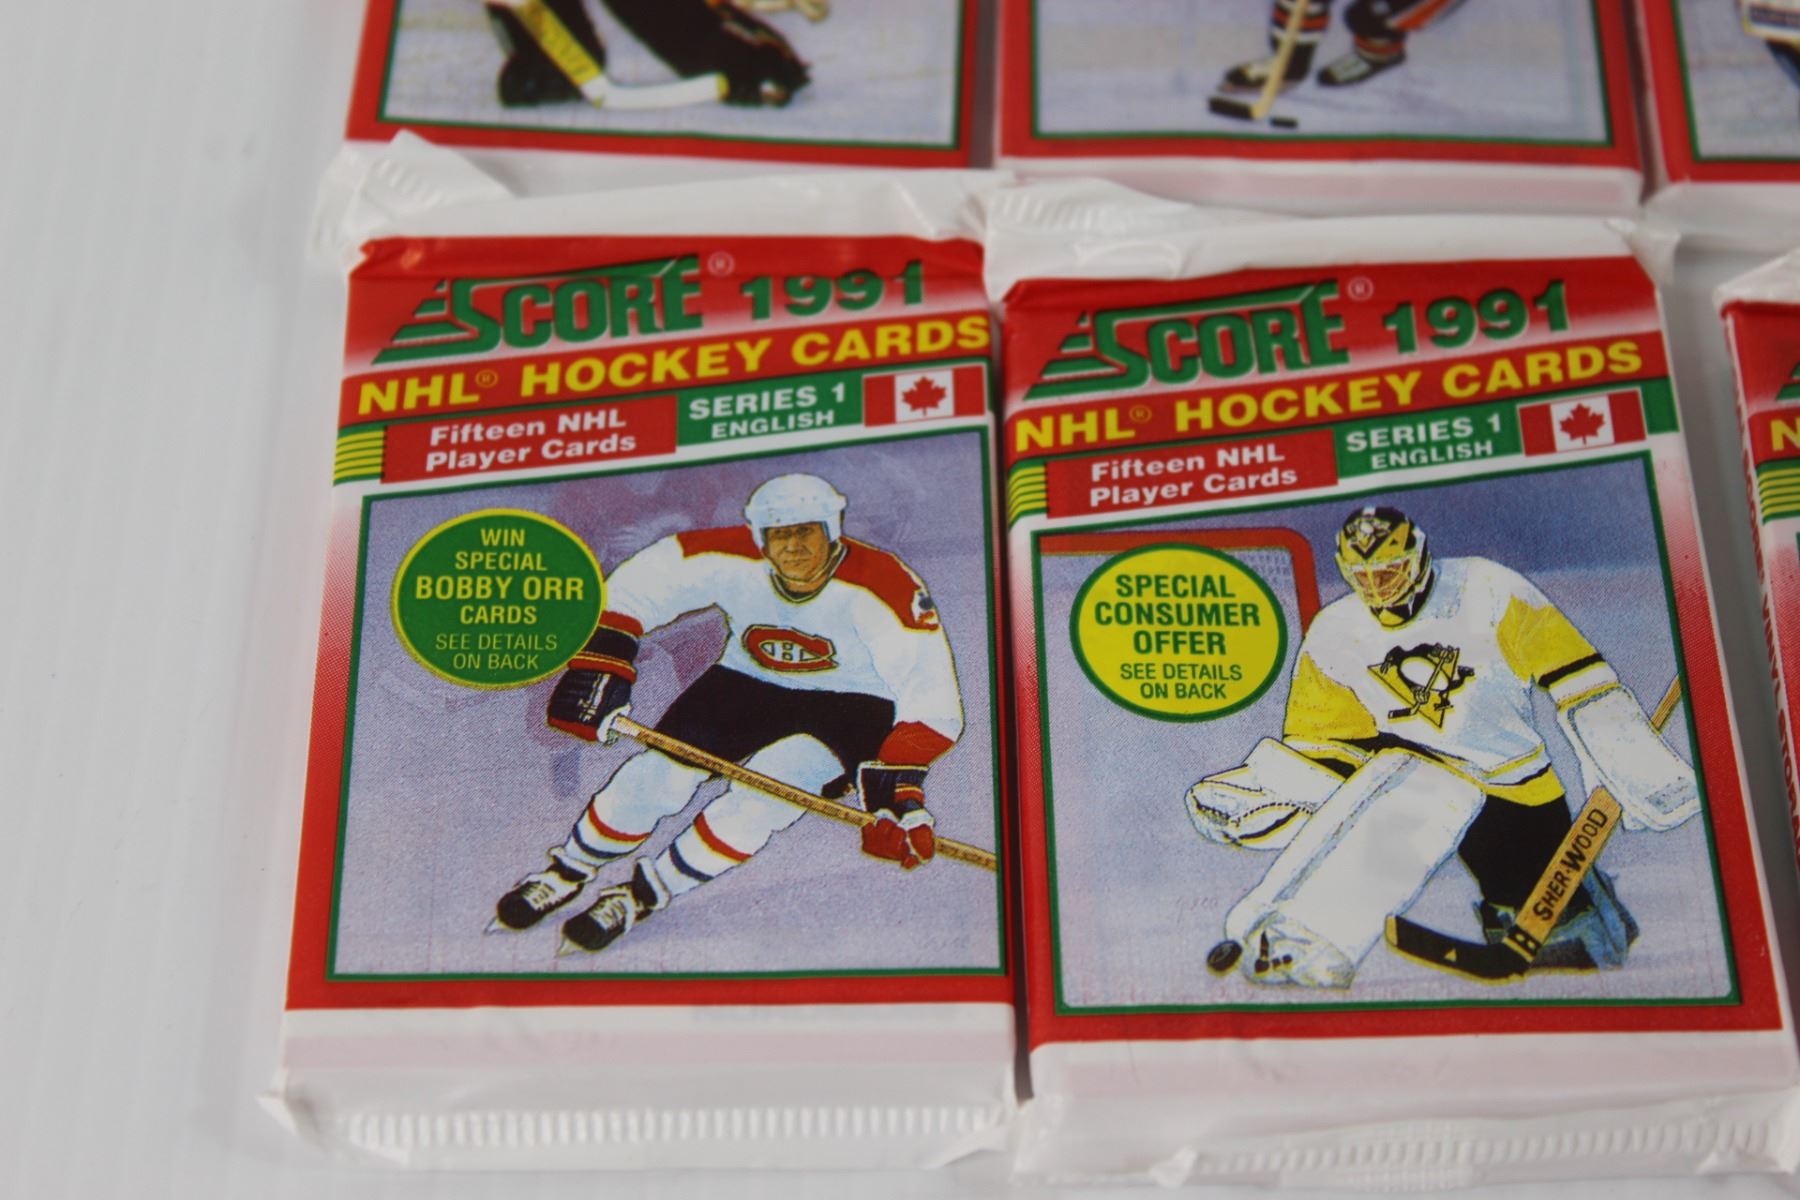 SCORE® 1991
NHL® HOCKEY CARDS
Fifteen NHL
Player Cards
SERIES 1
ENGLISH
WIN
SPECIAL
BOBBY ORR
CARDS
SEE DETAILS
ON BACK
SCORE® 1991
NHL® HOCKEY CARDS
Fifteen NHL
Player Cards
SERIES 1
ENGLISH
SPECIAL
CONSUMER
OFFER
SEE DETAILS
ON BACK
SHER-WOOD
N